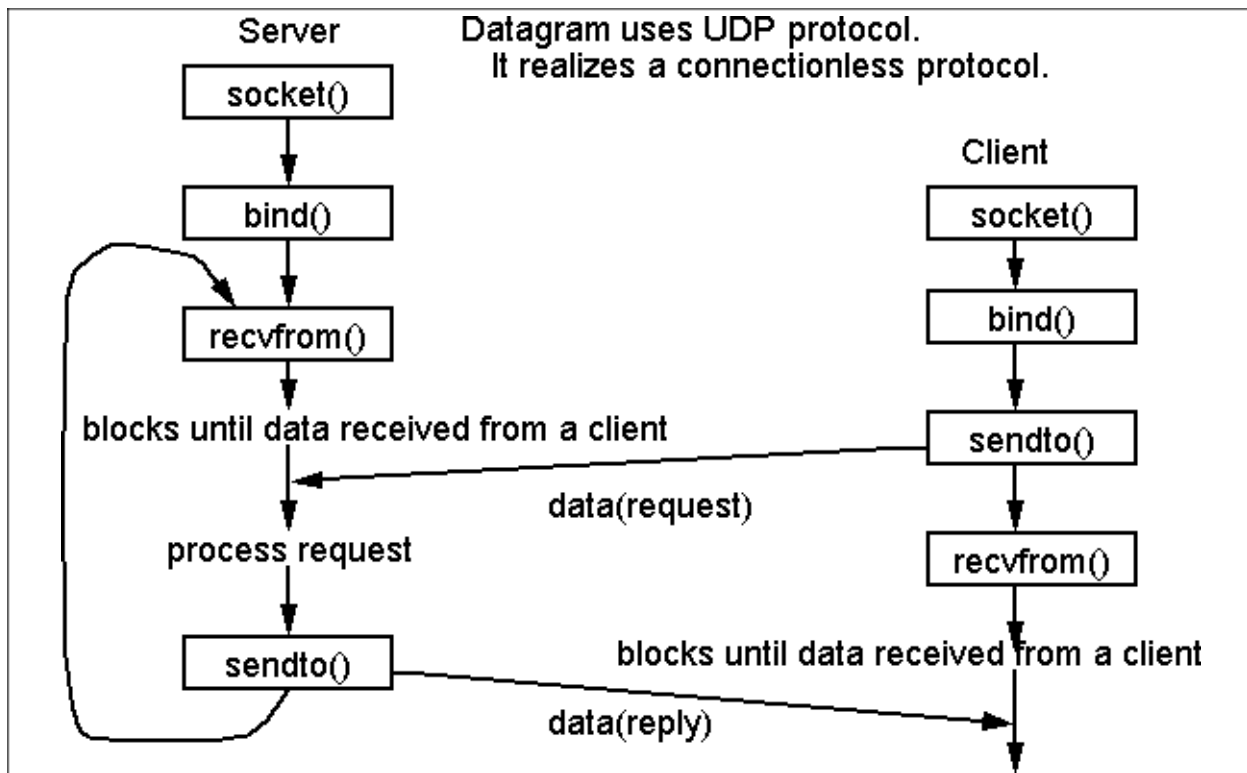 Server
Datagram uses UDP protocol.
It realizes a connectionless protocol.
socket()
bind()
recvfrom()
blocks until data received from a client
process request
sendto()
Client
socket()
bind()
sendto()
data(request)
recvfrom()
blocks until data received from a client
data(reply)